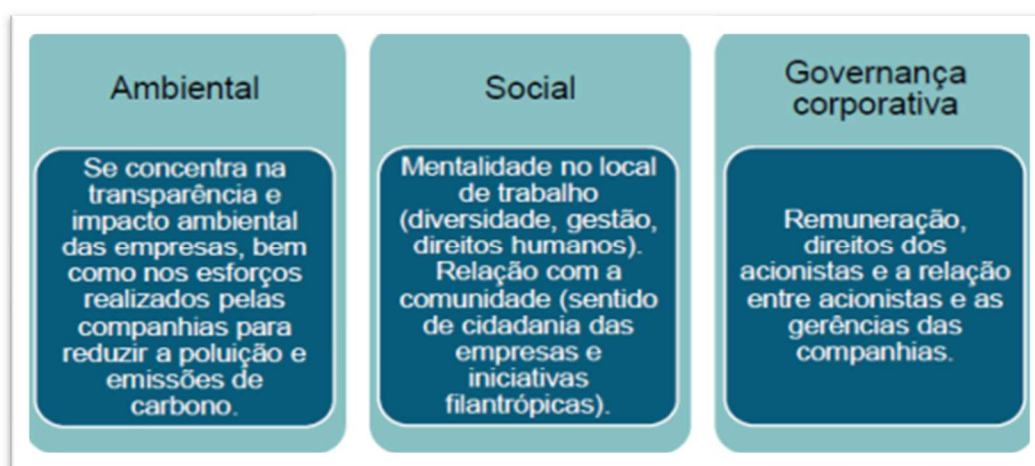 Ambiental
Se concentra na
transparência e
impacto ambiental
das empresas, bem
como nos esforços
realizados pelas
companhias para
reduzir a poluição e
emissões de
carbono.
Social
Mentalidade no local
de trabalho
(diversidade, gestão,
direitos humanos).
Relação com a
comunidade (sentido
de cidadania das
empresas e
iniciativas
filantrópicas).
Governança
corporativa
Remuneração,
direitos dos
acionistas e a relação
entre acionistas e as
gerências das
companhias.